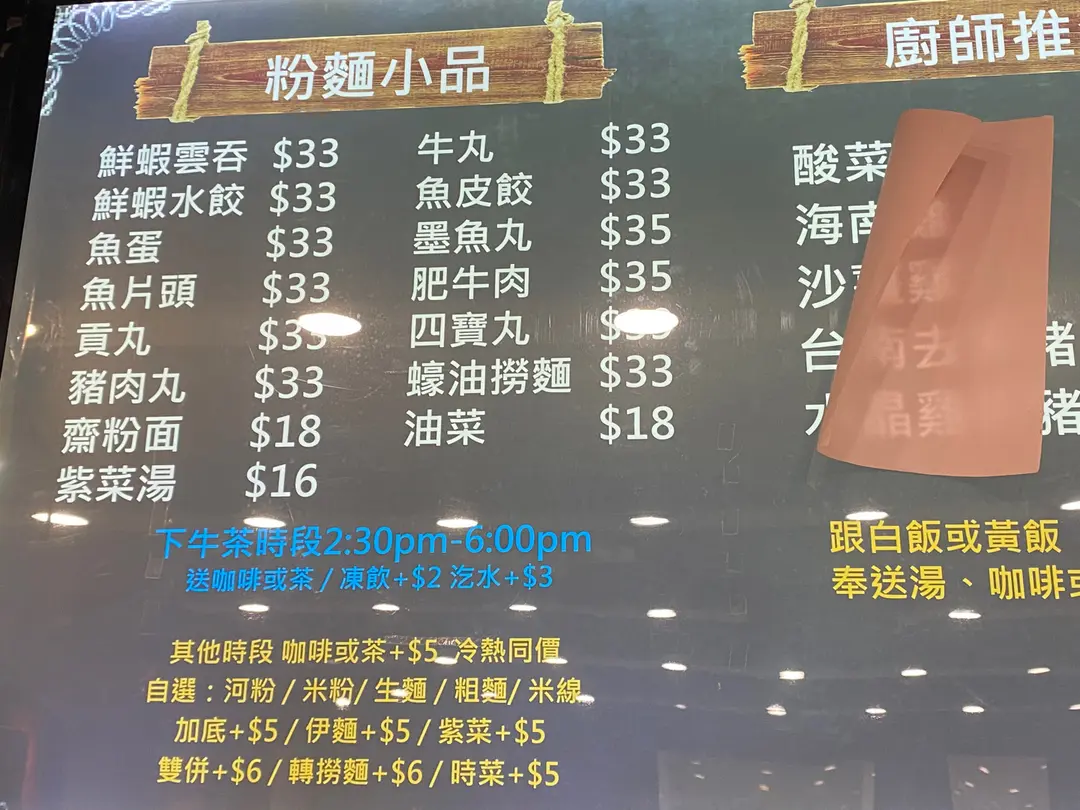 粉麵小品
鮮蝦雲吞 $33
鮮蝦水餃 $33
魚蛋 $33
魚片頭 $33
貢丸 $33
豬肉丸 $33
齋粉面 $18
紫菜湯 $16
牛丸 $33
魚皮餃 $33
墨魚丸 $35
肥牛肉 $35
四寶丸
蠔油撈麵 $33
油菜 $18
下牛茶時段2:30pm-6:00pm
送咖啡或茶 / 凍飲+$2 汔水+$3
其他時段 咖啡或茶+$5 冷熱同價
自選：河粉 / 米粉/ 生麵 / 粗麵/ 米線
加底+$5 / 伊麵+$5 / 紫菜+$5
雙併+$6 / 轉撈麵+$6 / 時菜+$5
廚師推
酸菜
海南
沙
台 豬
水 豬
跟白飯或黃飯
奉送湯、咖啡或